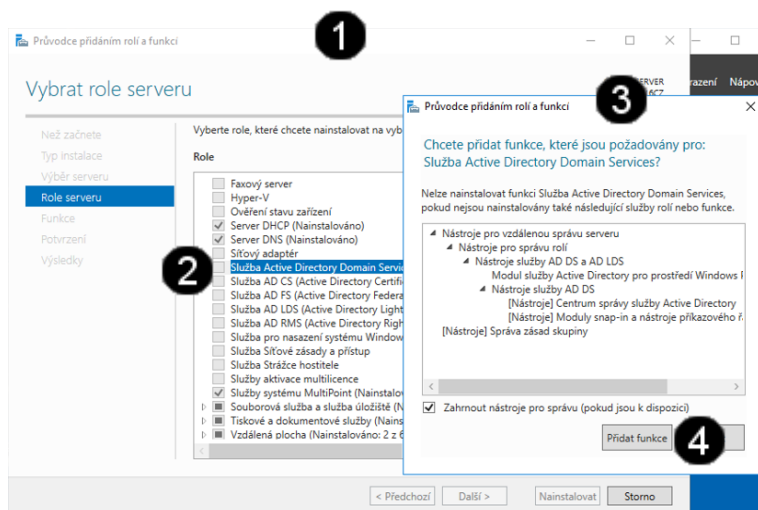 1
Průvodce přidáním rolí a funkcí
Vybrat role serveru
SERVER
6CZ
razení Nápov
Než začnete
Typ instalace
Výběr serveru
Role serveru
Funkce
Potvrzení
Výsledky
Vyberte role, které chcete nainstalovat na vyb
Role
Faxový server
Hyper-V
Ověření stavu zařízení
Server DHCP (Nainstalováno)
Server DNS (Nainstalováno)
Síťový adaptér
2
Služba Active Directory Domain Servic
Služba AD CS (Active Directory Certifi
Služba AD FS (Active Directory Federa
Služba AD LDS (Active Directory Light
Služba AD RMS (Active Directory Righ
Služba pro nasazení systému Window
Služba Síťové zásady a přístup
Služba Strážce hostitele
Služby aktivace multilicence
Služby systému MultiPoint (Nainstalov
Souborová služba a služba úložiště (N
Tiskové a dokumentové služby (Nains
Vzdálená plocha (Nainstalováno: 2 z 6
< Předchozí
Další >
Nainstalovat
Storno
3
Průvodce přidáním rolí a funkcí
Chcete přidat funkce, které jsou požadovány pro:
Služba Active Directory Domain Services?
Nelze nainstalovat funkci Služba Active Directory Domain Services,
pokud nejsou nainstalovány také následující služby rolí nebo funkce.
Nástroje pro vzdálenou správu serveru
Nástroje pro správu rolí
Nástroje služby AD DS a AD LDS
Modul služby Active Directory pro prostředí Windows P
Nástroje služby AD DS
[Nástroje] Centrum správy služby Active Directory
[Nástroje] Moduly snap-in a nástroje příkazového ř
[Nástroje] Správa zásad skupiny
Zahrnout nástroje pro správu (pokud jsou k dispozici)
Přidat funkce
4